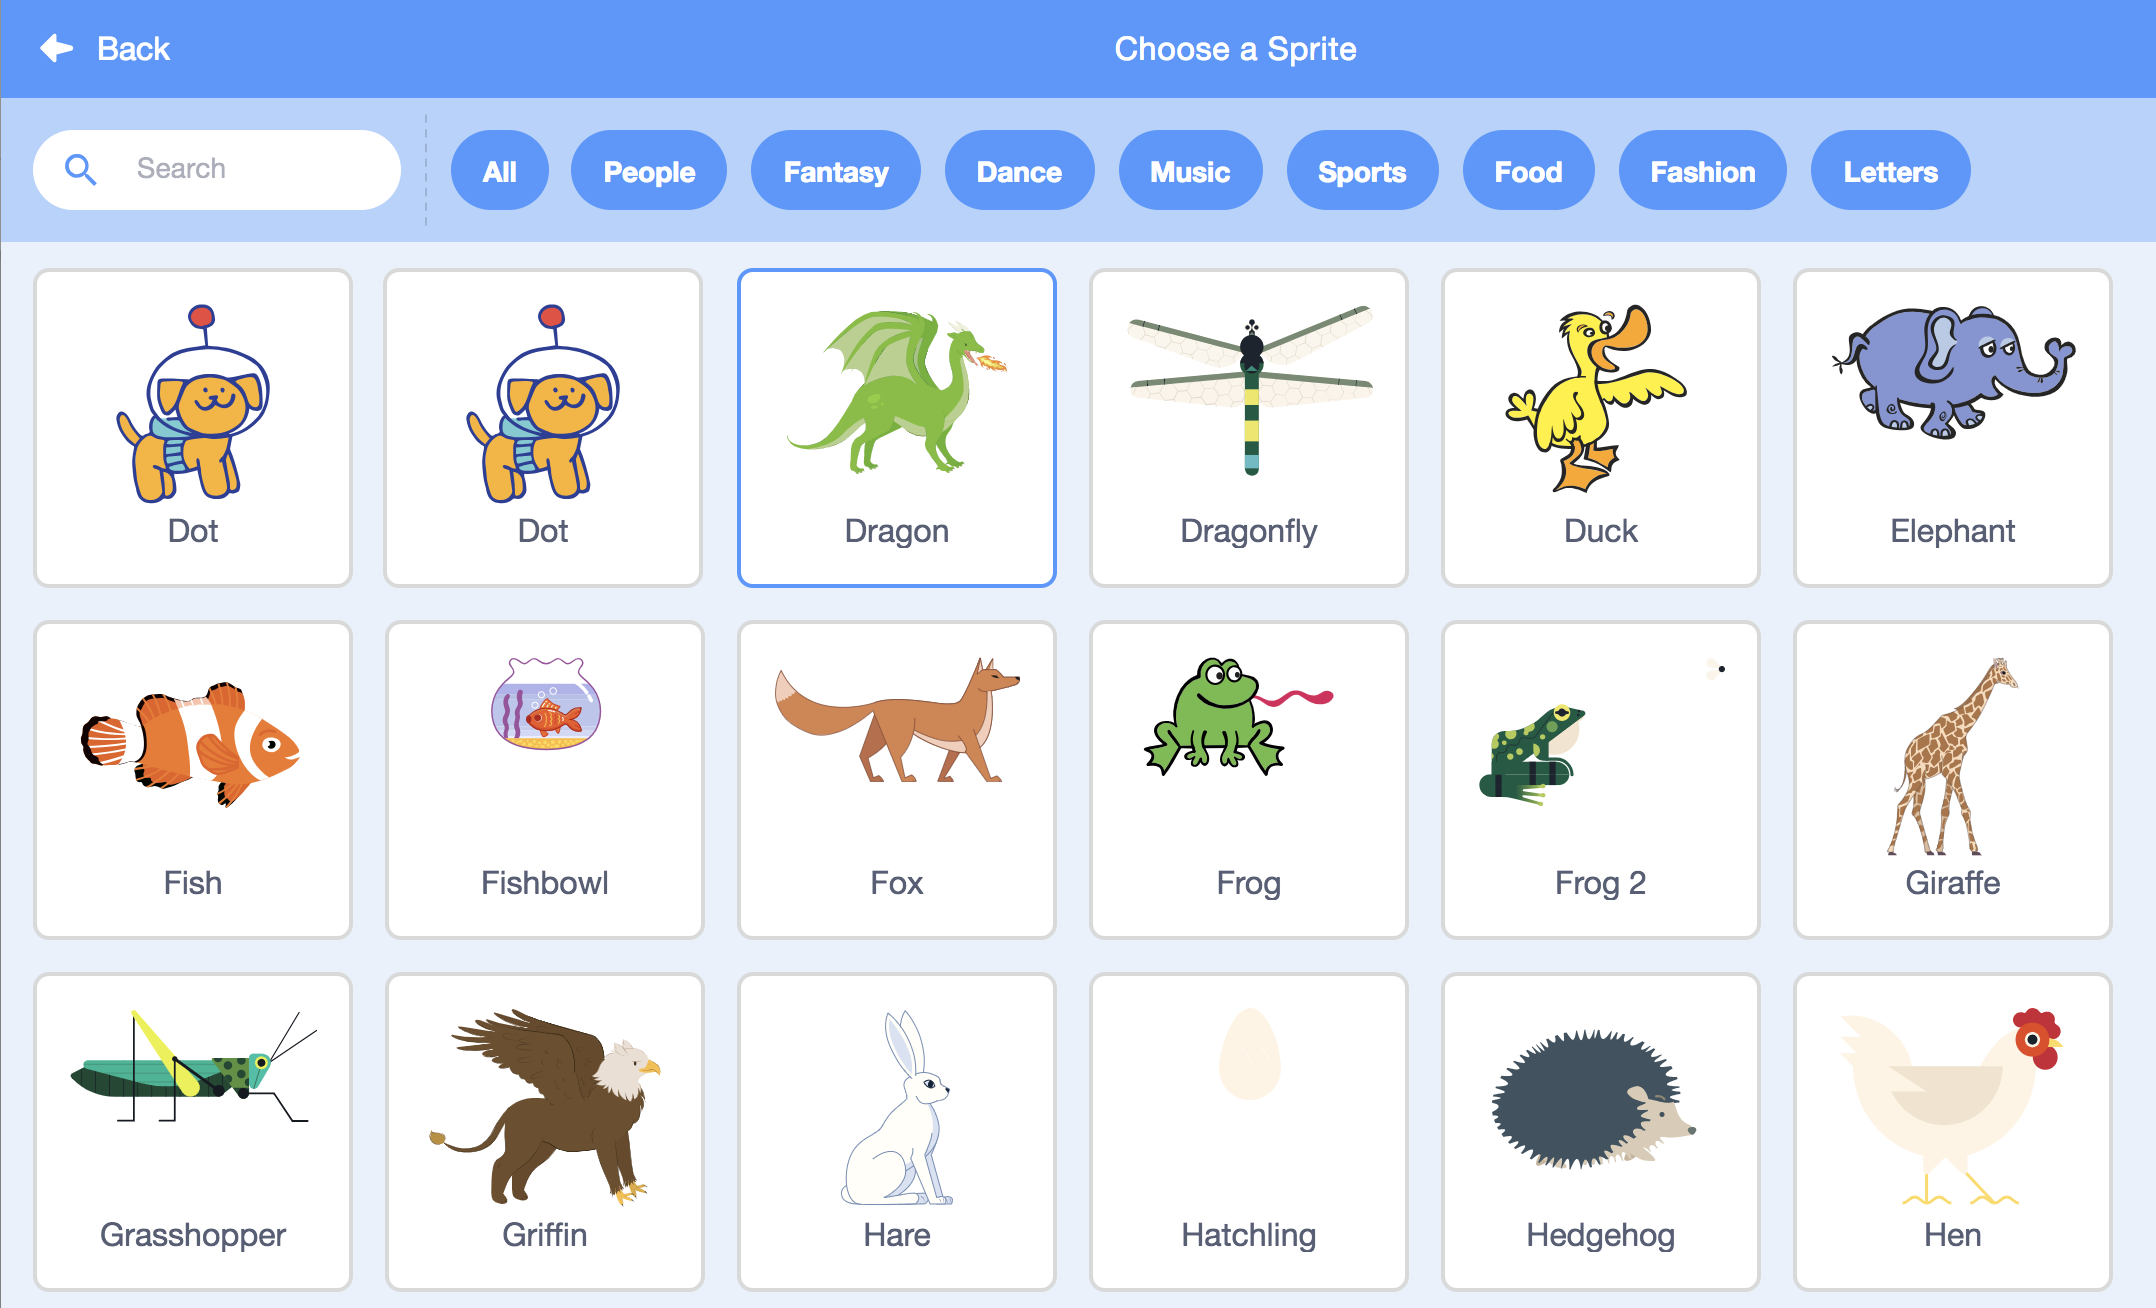 Back
Choose a Sprite
Search
All
People
Fantasy
Dance
Music
Sports
Food
Fashion
Letters
Dot
Dot
Dragon
Dragonfly
Duck
Elephant
Fish
Fishbowl
Fox
Frog
Frog 2
Giraffe
Grasshopper
Griffin
Hare
Hatchling
Hedgehog
Hen